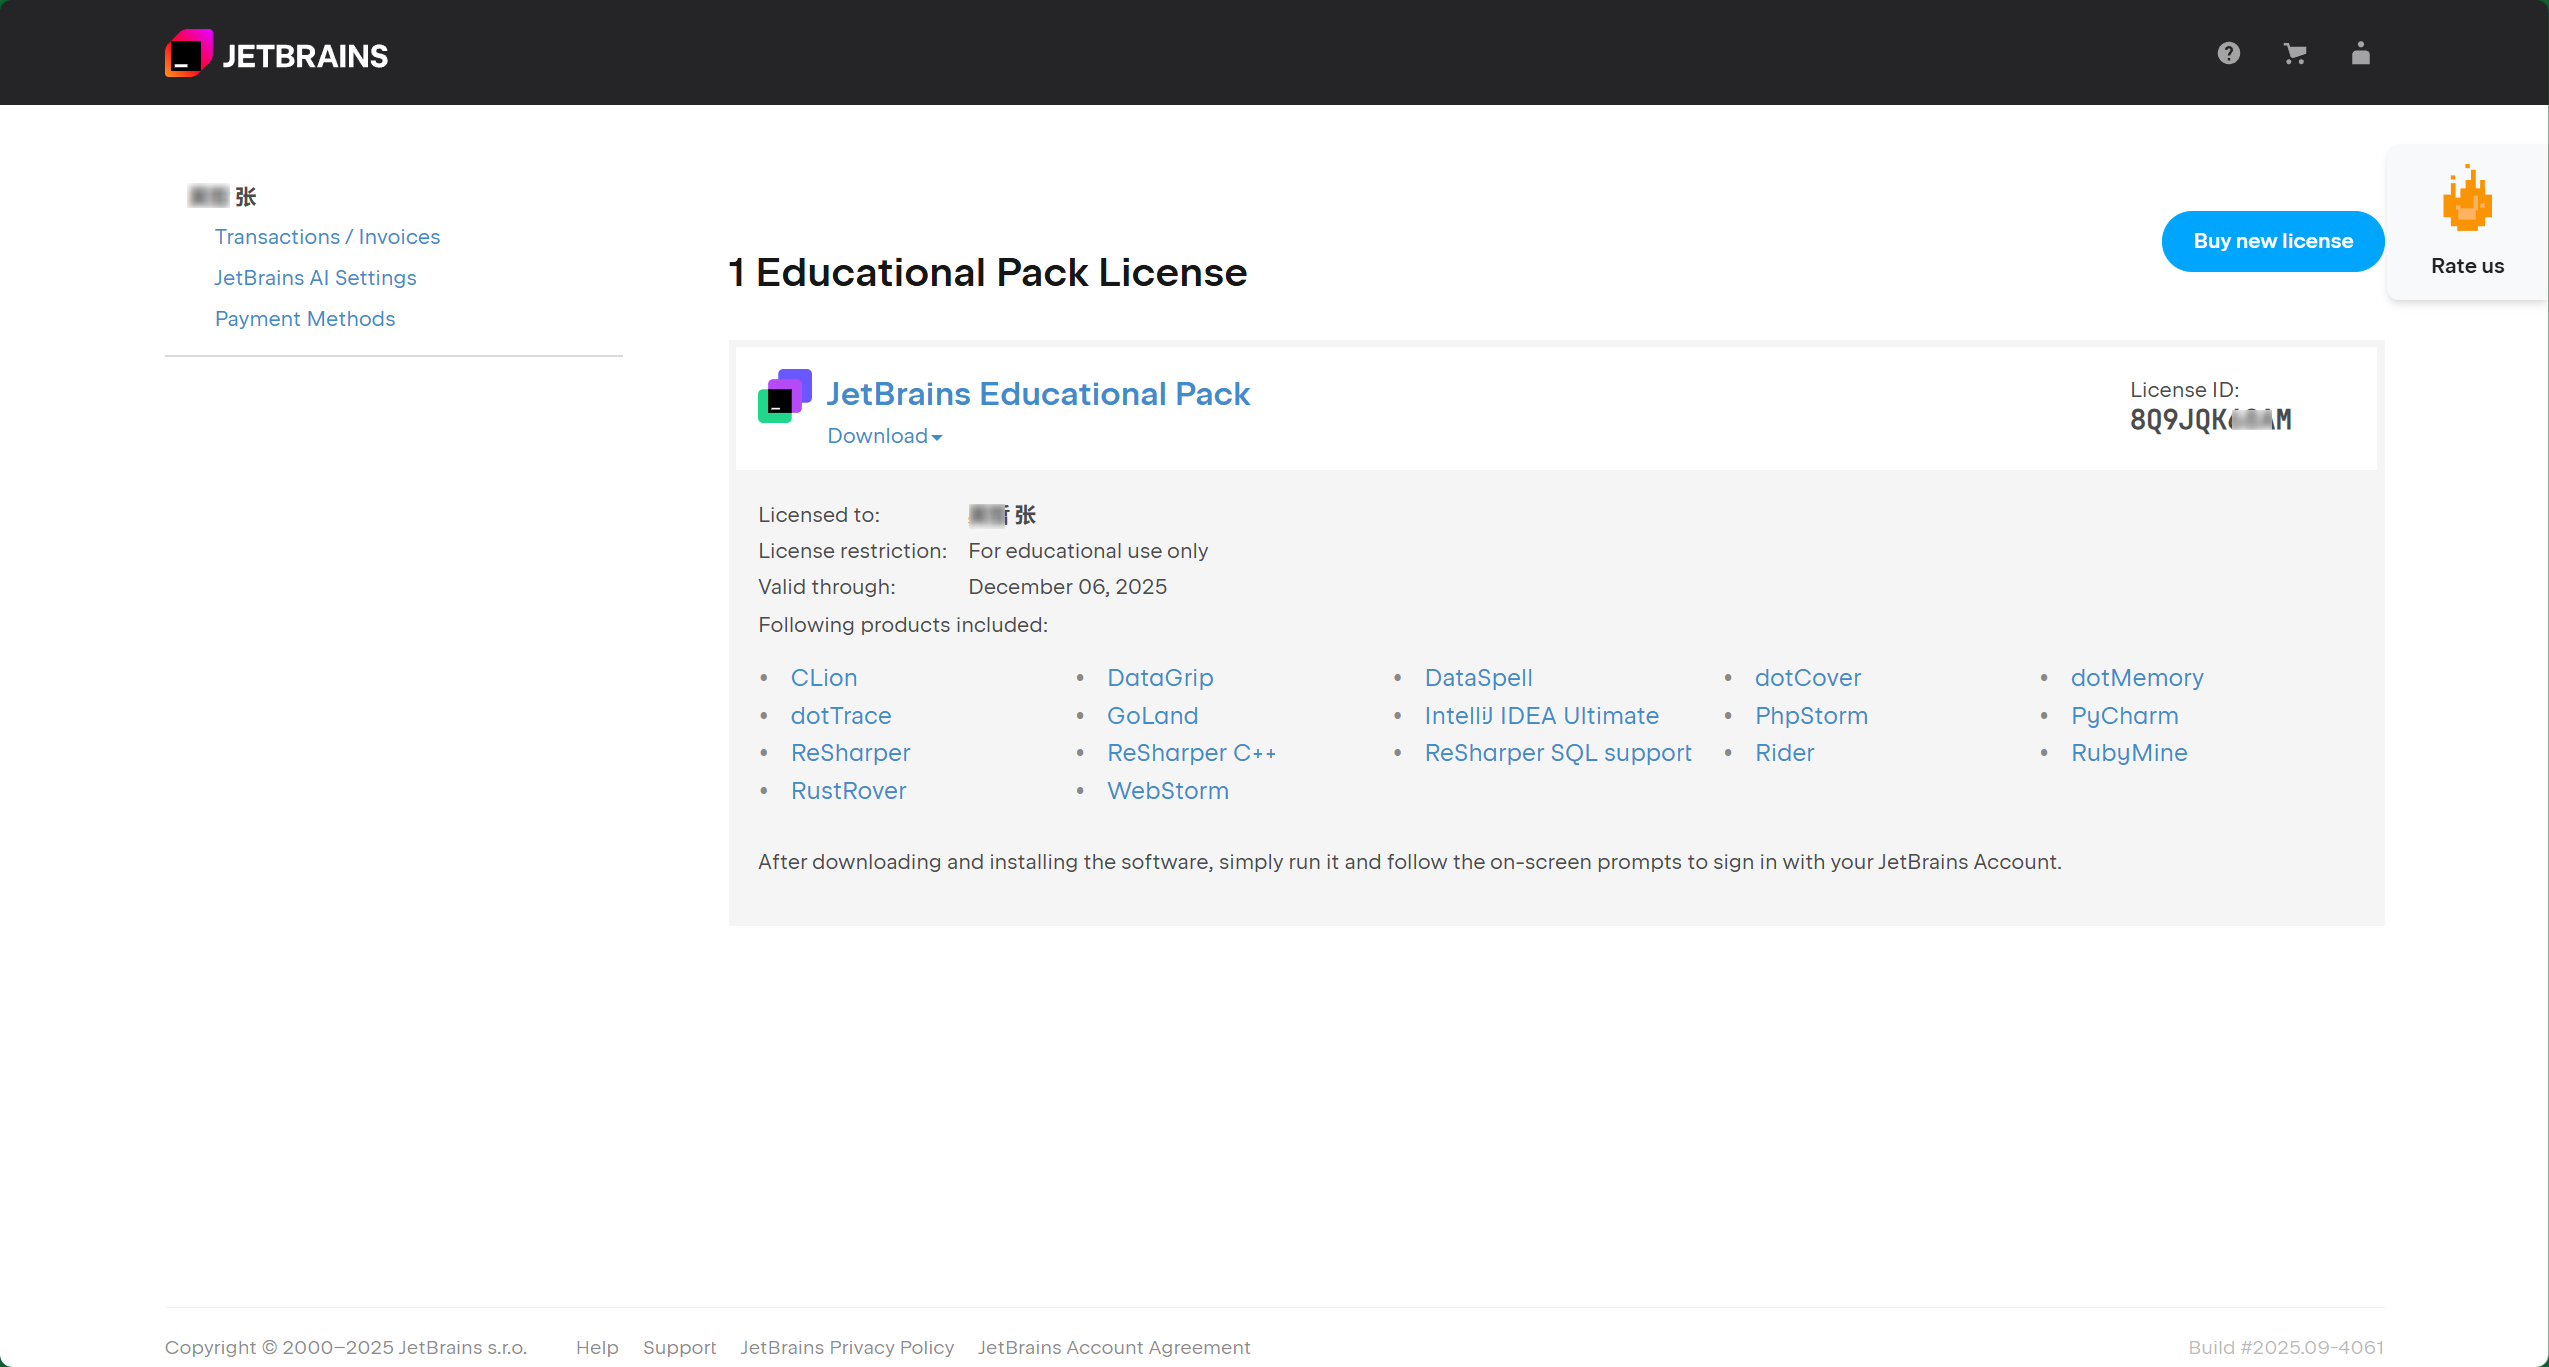 JETBRAINS
张
Transactions / Invoices
JetBrains AI Settings
Payment Methods
Buy new license
Rate us
1 Educational Pack License
JetBrains Educational Pack
Download
License ID:
Licensed to: 张
License restriction: For educational use only
Valid through: December 06, 2025
Following products included:
• CLion • DataGrip • DataSpell • dotCover • dotMemory
• dotTrace • GoLand • IntelliJ IDEA Ultimate • PhpStorm • PyCharm
• ReSharper • ReSharper C++ • ReSharper SQL support • Rider • RubyMine
• RustRover • WebStorm
After downloading and installing the software, simply run it and follow the on-screen prompts to sign in with your JetBrains Account.
Copyright © 2000–2025 JetBrains s.r.o. Help Support JetBrains Privacy Policy JetBrains Account Agreement Build #2025.09-4061